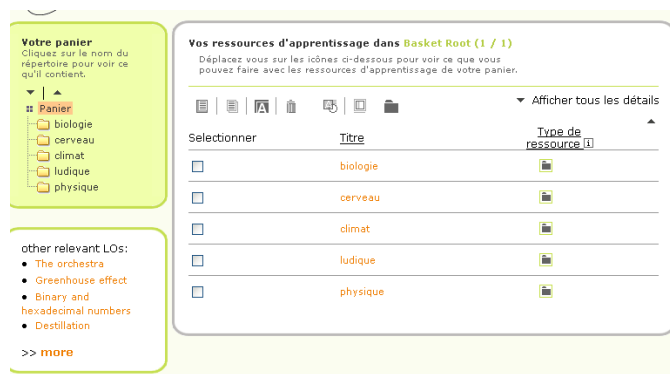 Votre panier
Cliquez sur le nom du
répertoire pour voir ce
qu'il contient.
Panier
biologie
cerveau
climat
ludique
physique
other relevant LOs:
The orchestra
Greenhouse effect
Binary and
hexadecimal numbers
Destillation
>> more
Vos ressources d'apprentissage dans Basket Root (1 / 1)
Déplacez vous sur les icônes ci-dessous pour voir ce que vous
pouvez faire avec les ressources d'apprentissage de votre panier.
Afficher tous les détails
Selectionner Titre Type de
ressource
biologie
cerveau
climat
ludique
physique